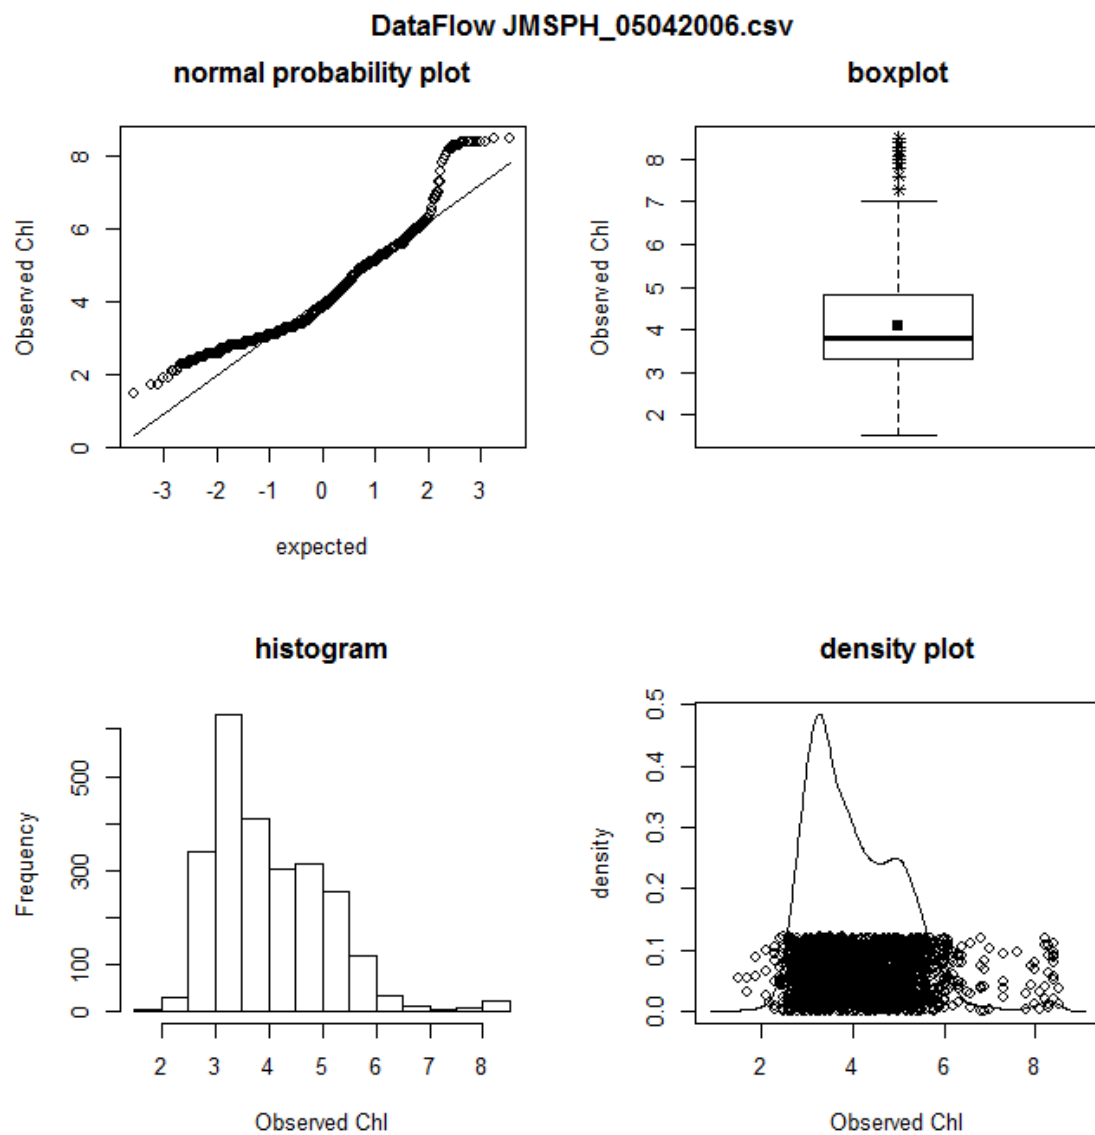 DataFlow JMSPH_05042006.csv
normal probability plot
boxplot
Observed Chl
0 2 4 6 8
-3 -2 -1 0 1 2 3
expected
Observed Chl
2 3 4 5 6 7 8
histogram
density plot
Frequency
0 100 300 500
2 3 4 5 6 7 8
Observed Chl
density
0.0 0.1 0.2 0.3 0.4 0.5
2 4 6 8
Observed Chl